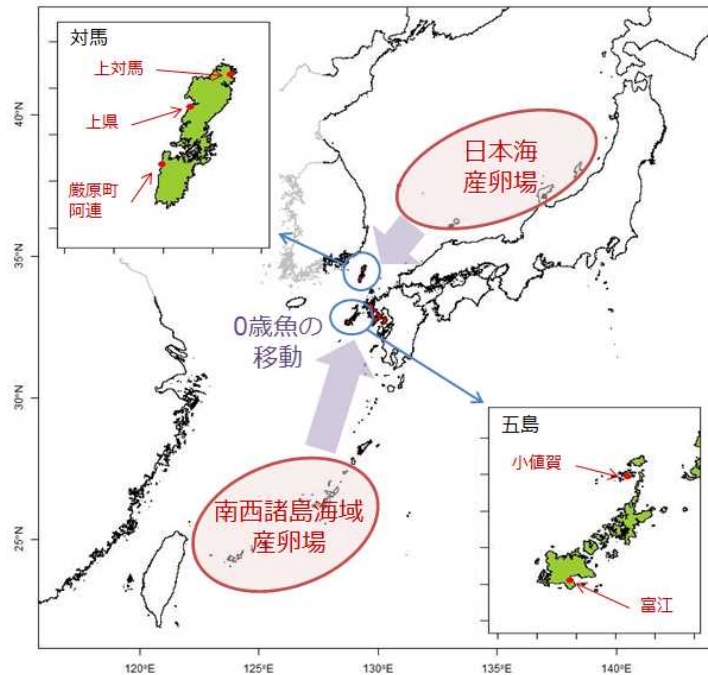 対馬
上対馬
上県
厳原町
阿連
日本海
産卵場
0歳魚の
移動
南西諸島海域
産卵場
五島
小値賀
富江
40°N
35°N
30°N
25°N
120°E
125°E
130°E
135°E
140°E